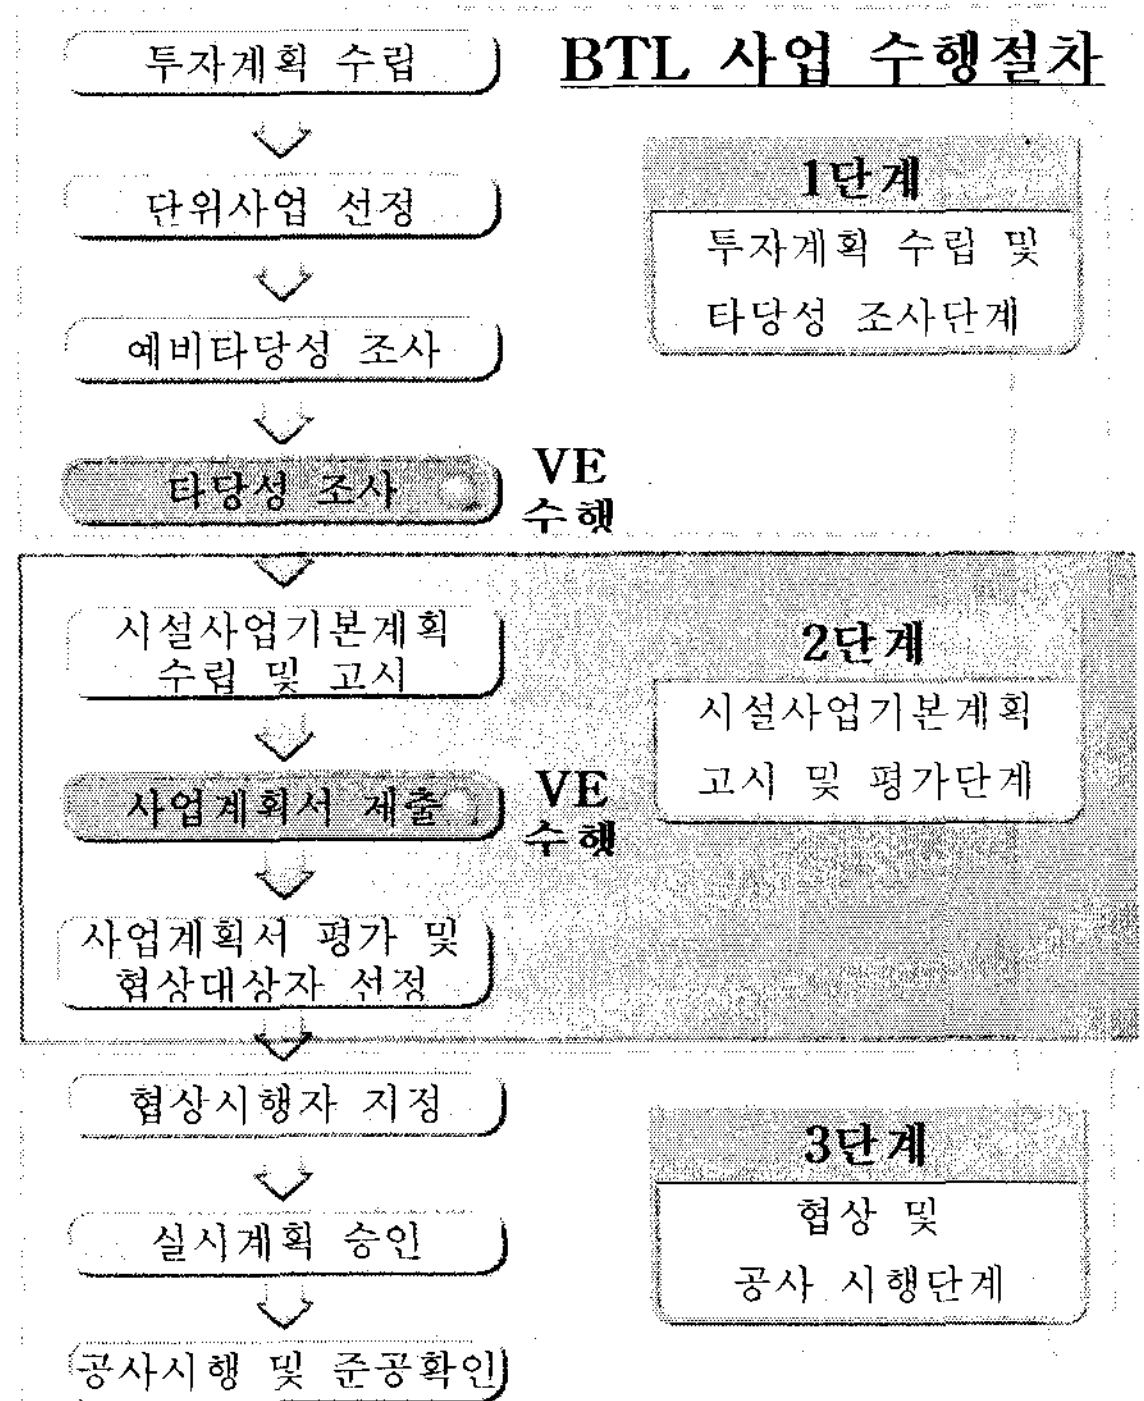 BTL 사업 수행절차
투자계획 수립
단위사업 선정
예비타당성 조사
타당성 조사
VE
수행
1단계
투자계획 수립 및
타당성 조사단계
시설사업기본계획
수립 및 고시
사업계획서 제출
VE
수행
사업계획서 평가 및
협상대상자 선정
2단계
시설사업기본계획
고시 및 평가단계
협상시행자 지정
실시계획 승인
공사시행 및 준공확인
3단계
협상 및
공사 시행단계